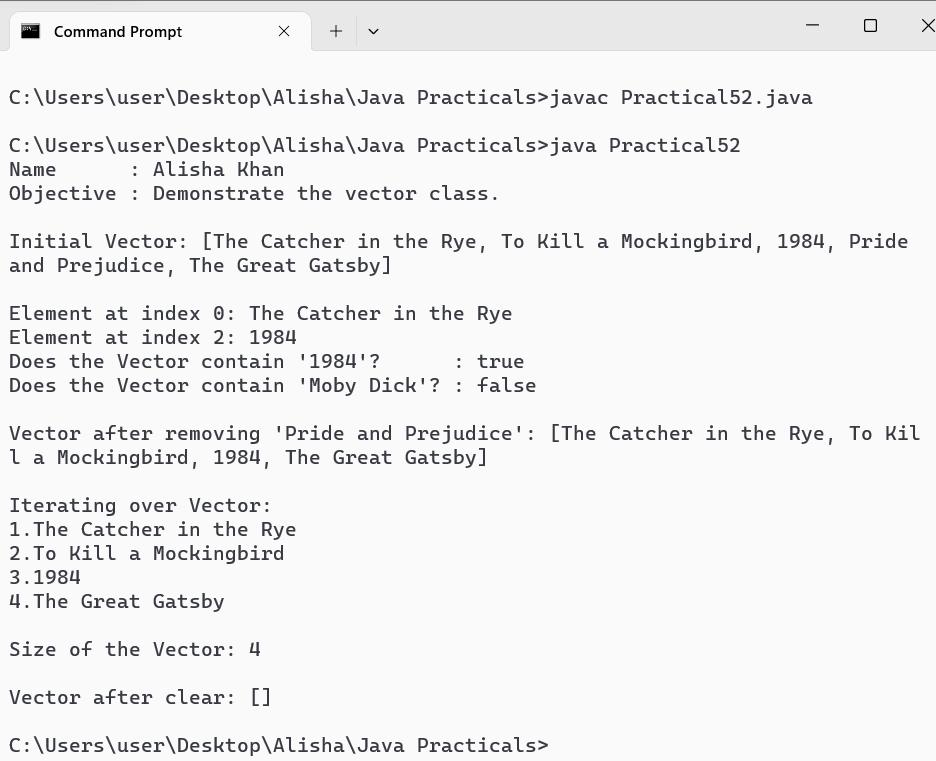 Command Prompt
C:\Users\user\Desktop\Alisha\Java Practicals>javac Practical52.java
C:\Users\user\Desktop\Alisha\Java Practicals>java Practical52
Name      : Alisha Khan
Objective : Demonstrate the vector class.
Initial Vector: [The Catcher in the Rye, To Kill a Mockingbird, 1984, Pride
and Prejudice, The Great Gatsby]
Element at index 0: The Catcher in the Rye
Element at index 2: 1984
Does the Vector contain '1984'?      : true
Does the Vector contain 'Moby Dick'? : false
Vector after removing 'Pride and Prejudice': [The Catcher in the Rye, To Kil
l a Mockingbird, 1984, The Great Gatsby]
Iterating over Vector:
1.The Catcher in the Rye
2.To Kill a Mockingbird
3.1984
4.The Great Gatsby
Size of the Vector: 4
Vector after clear: []
C:\Users\user\Desktop\Alisha\Java Practicals>